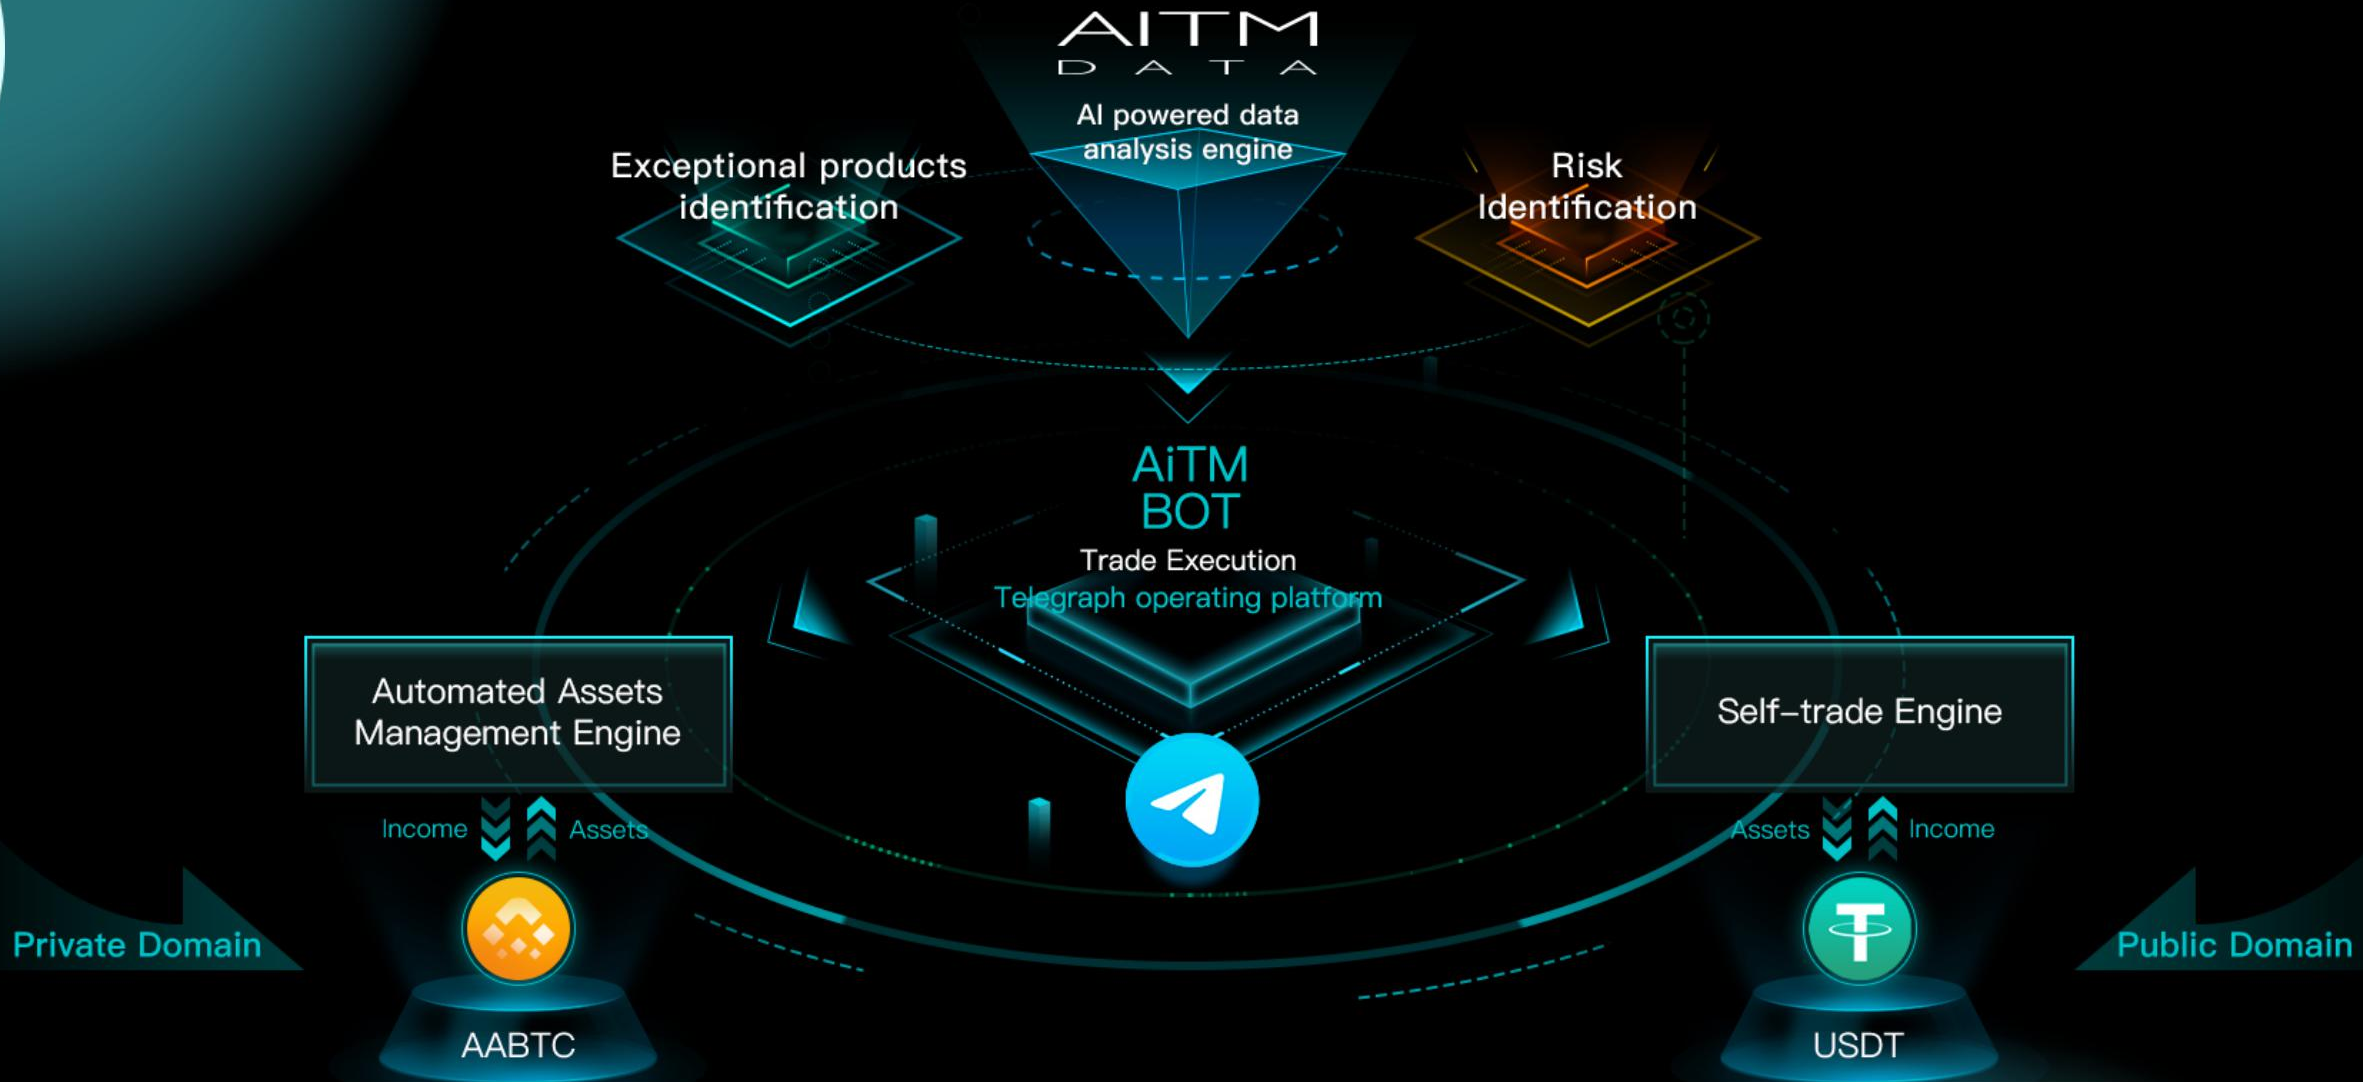 AITM
DATA
AI powered data
analysis engine
Exceptional products
identification
Risk
Identification
AiTM
BOT
Trade Execution
Telegraph operating platform
Automated Assets
Management Engine
Self-trade Engine
Income
Assets
Assets
Income
Private Domain
Public Domain
AABTC
USDT